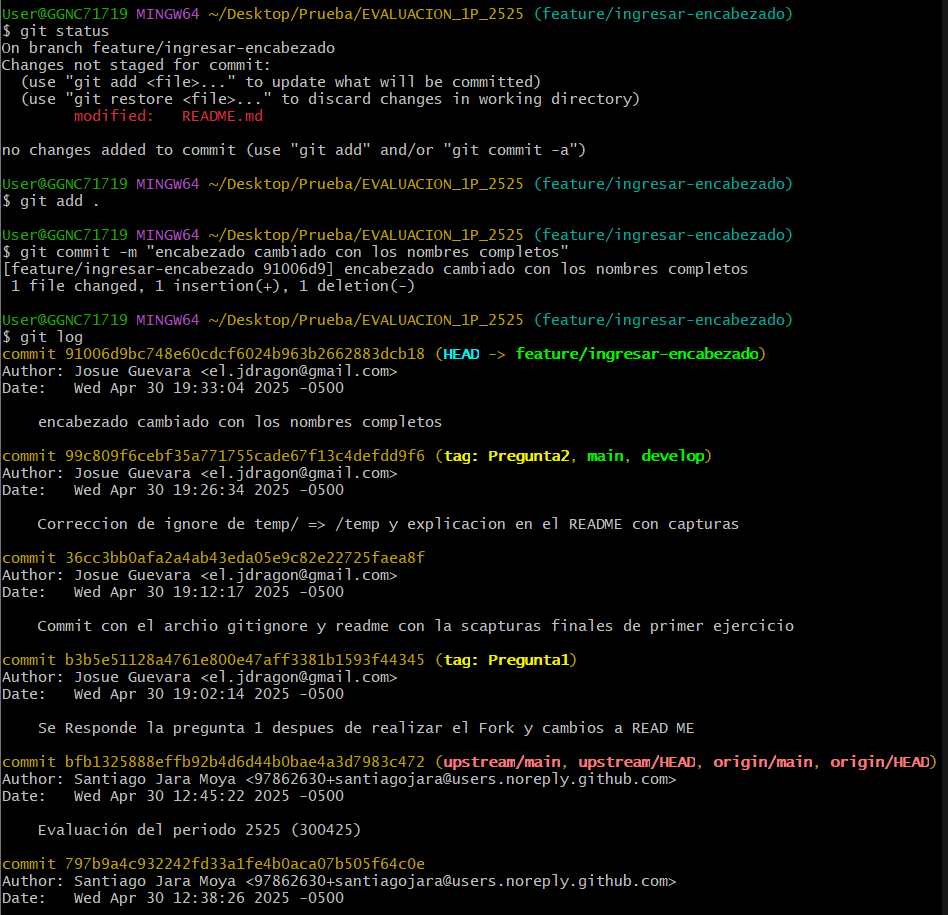 User@GGNC71719 MINGW64 ~/Desktop/Prueba/EVALUACION_1P_2525 (feature/ingresar-encabezado)
$ git status
On branch feature/ingresar-encabezado
Changes not staged for commit:
  (use "git add <file>..." to update what will be committed)
  (use "git restore <file>..." to discard changes in working directory)
        modified:   README.md

no changes added to commit (use "git add" and/or "git commit -a")

User@GGNC71719 MINGW64 ~/Desktop/Prueba/EVALUACION_1P_2525 (feature/ingresar-encabezado)
$ git add .

User@GGNC71719 MINGW64 ~/Desktop/Prueba/EVALUACION_1P_2525 (feature/ingresar-encabezado)
$ git commit -m "encabezado cambiado con los nombres completos"
[feature/ingresar-encabezado 91006d9] encabezado cambiado con los nombres completos
 1 file changed, 1 insertion(+), 1 deletion(-)

User@GGNC71719 MINGW64 ~/Desktop/Prueba/EVALUACION_1P_2525 (feature/ingresar-encabezado)
$ git log
commit 91006d9bc748e60cdcf6024b963b2662883dcb18 (HEAD -> feature/ingresar-encabezado)
Author: Josue Guevara <el.jdragon@gmail.com>
Date:   Wed Apr 30 19:33:04 2025 -0500

    encabezado cambiado con los nombres completos

commit 99c809f6cebf35a771755cade67f13c4defdd9f6 (tag: Pregunta2, main, develop)
Author: Josue Guevara <el.jdragon@gmail.com>
Date:   Wed Apr 30 19:26:34 2025 -0500

    Correccion de ignore de temp/ => /temp y explicacion en el README con capturas

commit 36cc3bb0afa2a4ab43eda05e9c82e22725faea8f
Author: Josue Guevara <el.jdragon@gmail.com>
Date:   Wed Apr 30 19:12:17 2025 -0500

    Commit con el archio gitignore y readme con la scapturas finales de primer ejercicio

commit b3b5e51128a4761e800e47aff3381b1593f44345 (tag: Pregunta1)
Author: Josue Guevara <el.jdragon@gmail.com>
Date:   Wed Apr 30 19:02:14 2025 -0500

    Se Responde la pregunta 1 despues de realizar el Fork y cambios a READ ME

commit bfb1325888effb92b4d6d44b0bae4a3d7983c472 (upstream/main, upstream/HEAD, origin/main, origin/HEAD)
Author: Santiago Jara Moya <97862630+santiagojara@users.noreply.github.com>
Date:   Wed Apr 30 12:45:22 2025 -0500

    Evaluación del periodo 2525 (300425)

commit 797b9a4c932242fd33a1fe4b0aca07b505f64c0e
Author: Santiago Jara Moya <97862630+santiagojara@users.noreply.github.com>
Date:   Wed Apr 30 12:38:26 2025 -0500